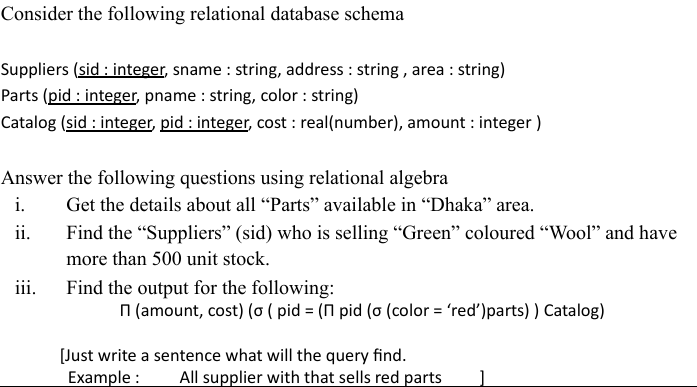 Consider the following relational database schema
Suppliers (sid : integer, sname : string, address : string , area : string)
Parts (pid : integer, pname : string, color : string)
Catalog (sid : integer, pid : integer, cost : real(number), amount : integer )
Answer the following questions using relational algebra
i. Get the details about all “Parts” available in “Dhaka” area.
ii. Find the “Suppliers” (sid) who is selling “Green” coloured “Wool” and have
more than 500 unit stock.
iii. Find the output for the following:
Π (amount, cost) (σ ( pid = (Π pid (σ (color = ‘red’)parts) ) Catalog)
[Just write a sentence what will the query find.
Example : All supplier with that sells red parts ]